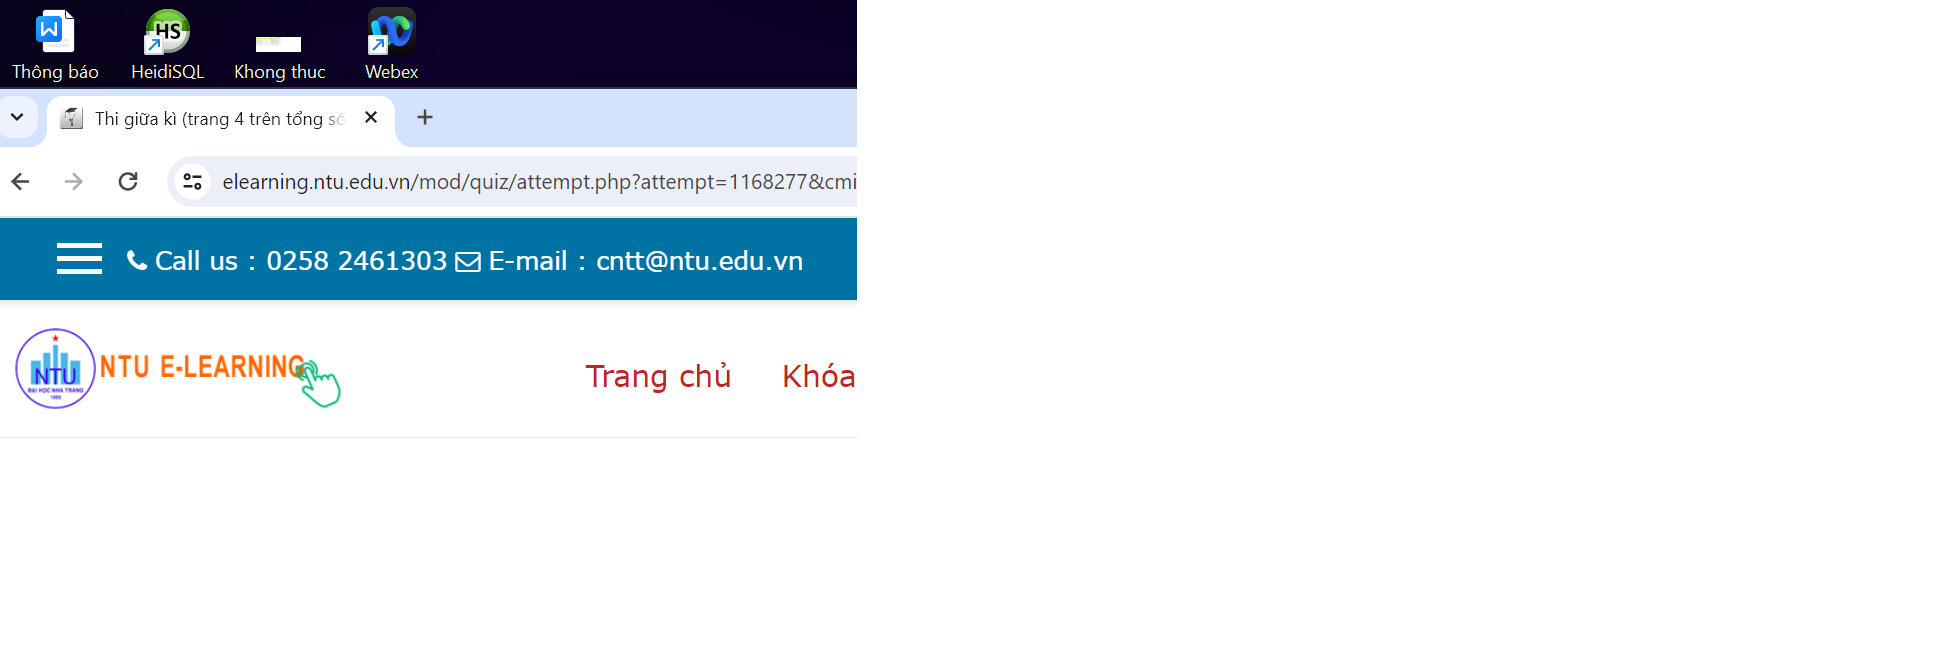 Thông báo HeidiSQL Khong thuc Webex
Thi giữa kì (trang 4 trên tổng số
elearning.ntu.edu.vn/mod/quiz/attempt.php?attempt=1168277&cmi
Call us : 0258 2461303 E-mail : cntt@ntu.edu.vn
NTU
ĐẠI HỌC NHA TRANG
1959
NTU E-LEARNING
Trang chủ Khóa